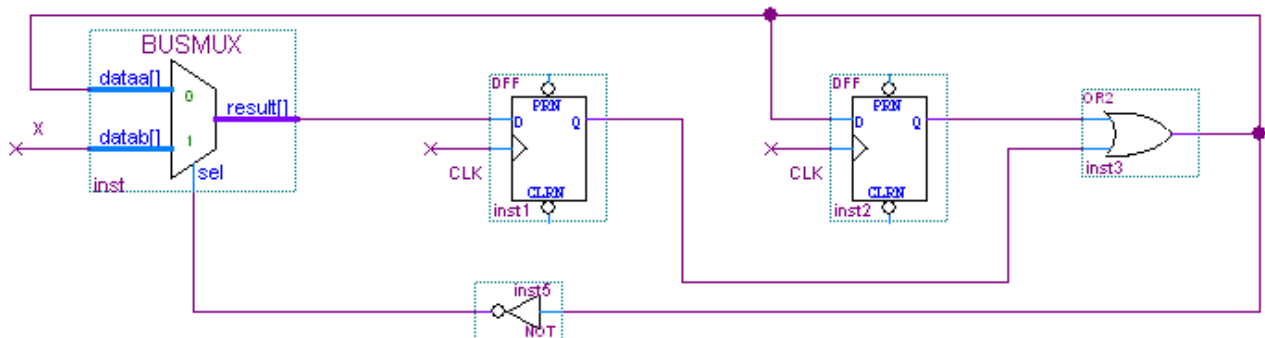 BUSMUX
dataa[]
0
result[]
X
datab[]
1
sel
inst
DFF
PRN
D
Q
CLK
CLRN
inst1
DFF
PRN
D
Q
CLK
CLRN
inst2
OR2
inst3
inst5
NOT